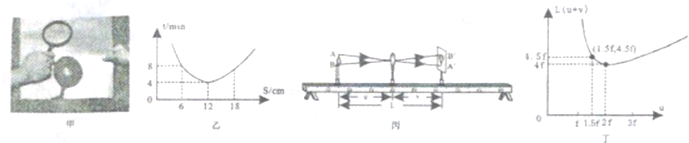 甲
t/min
8
4
6
12
18
S/cm
乙
A
B
B'
A'
u
v
L
丙
L(u+v)
(1.5f,4.5f)
4.5f
4f
0
f
1.5f
2f
3f
u
丁